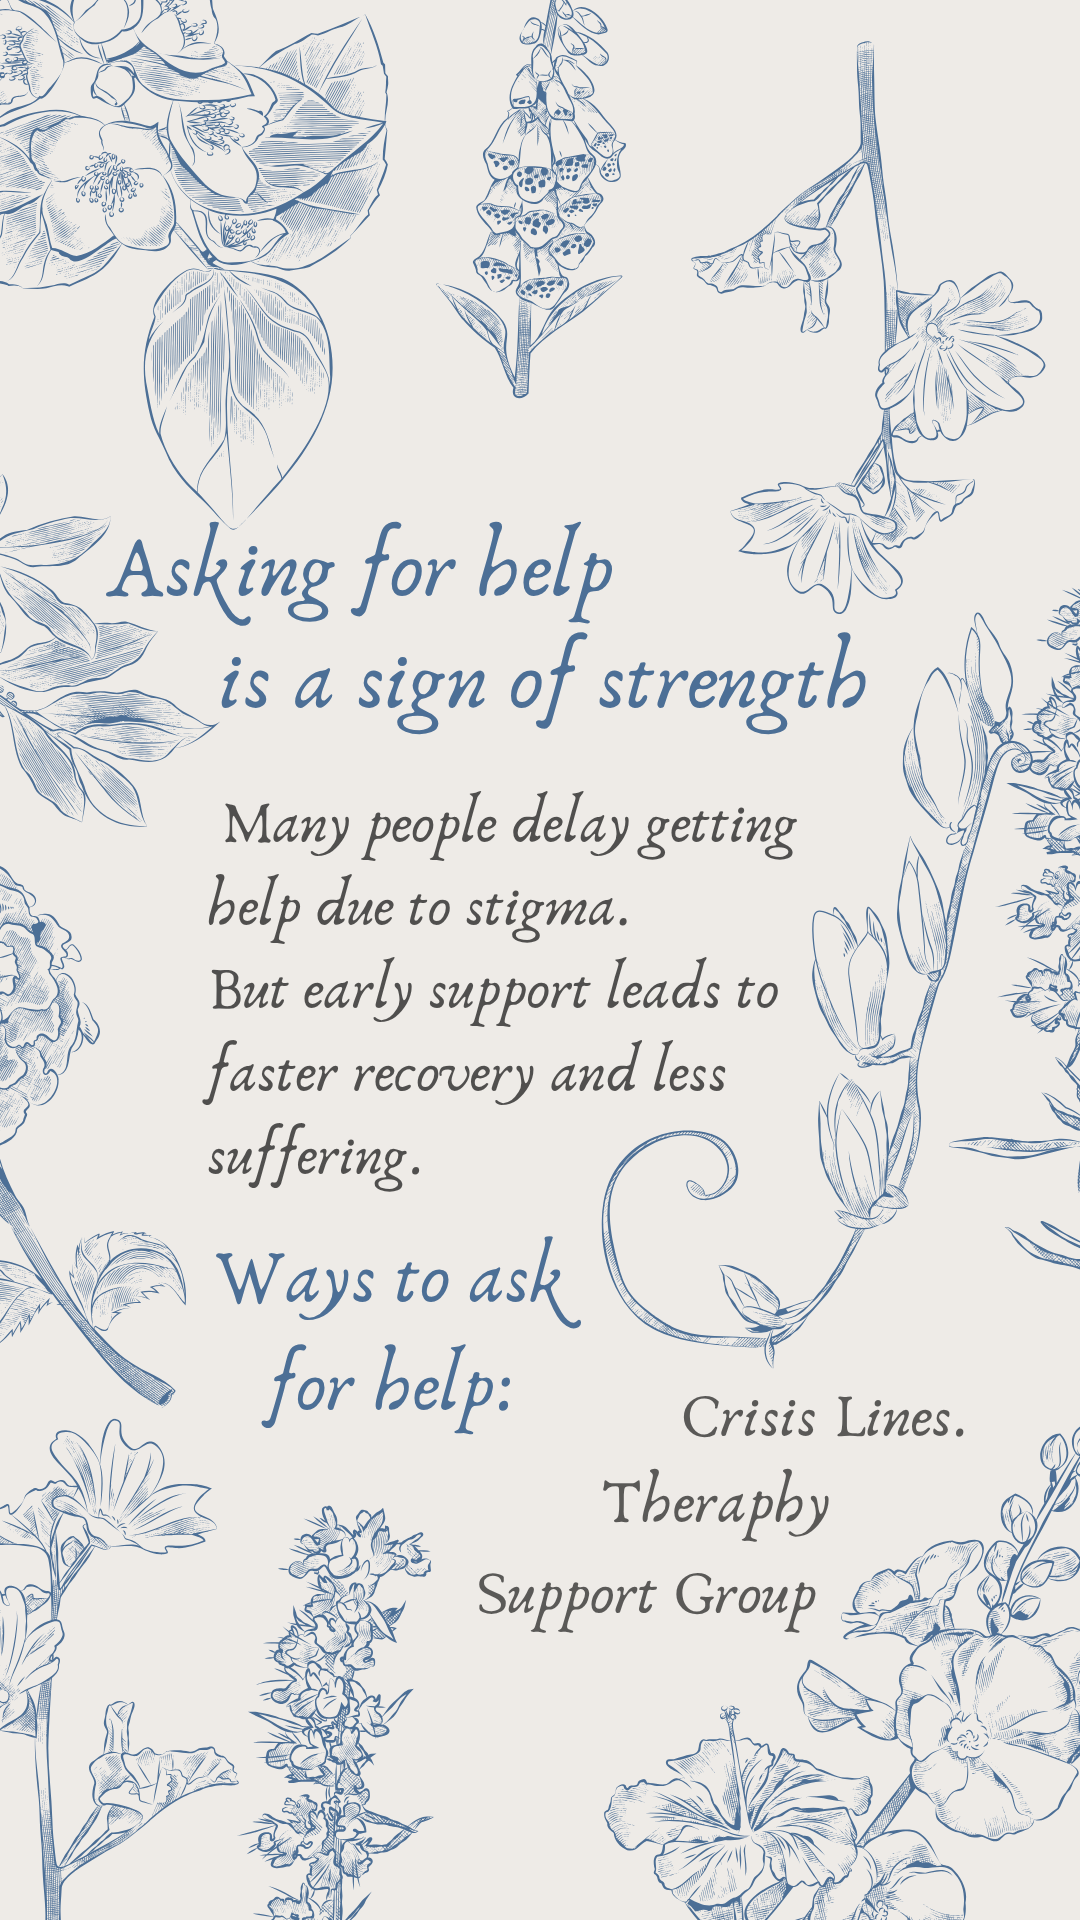 Asking for help
is a sign of strength
Many people delay getting
help due to stigma.
But early support leads to
faster recovery and less
suffering.
Ways to ask
for help:
Crisis Lines.
Theraphy
Support Group